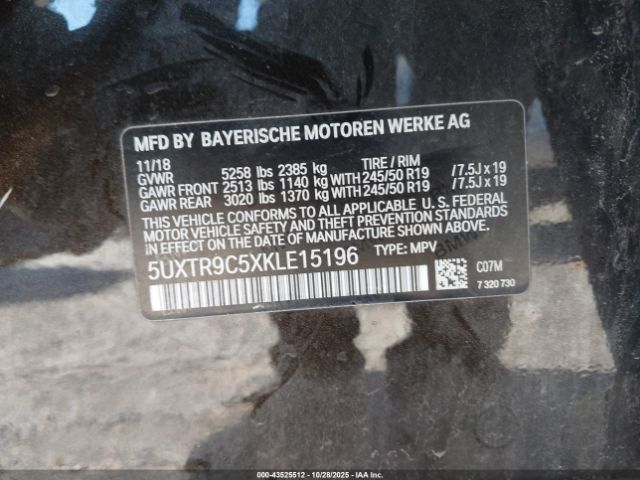 MFD BY BAYERISCHE MOTOREN WERKE AG
11/18 TIRE / RIM
GVWR 5258 lbs 2385 kg
GAWR FRONT 2513 lbs 1140 kg WITH 245/50 R19 /7.5J x 19
GAWR REAR 3020 lbs 1370 kg WITH 245/50 R19 /7.5J x 19
THIS VEHICLE CONFORMS TO ALL APPLICABLE U. S. FEDERAL
MOTOR VEHICLE SAFETY AND THEFT PREVENTION STANDARDS
IN EFFECT ON THE DATE OF MANUFACTURE SHOWN ABOVE.
5UXTR9C5XKLE15196 TYPE: MPV
C07M
7 320 730
000-43525512 | 10/28/2025 | IAA Inc.